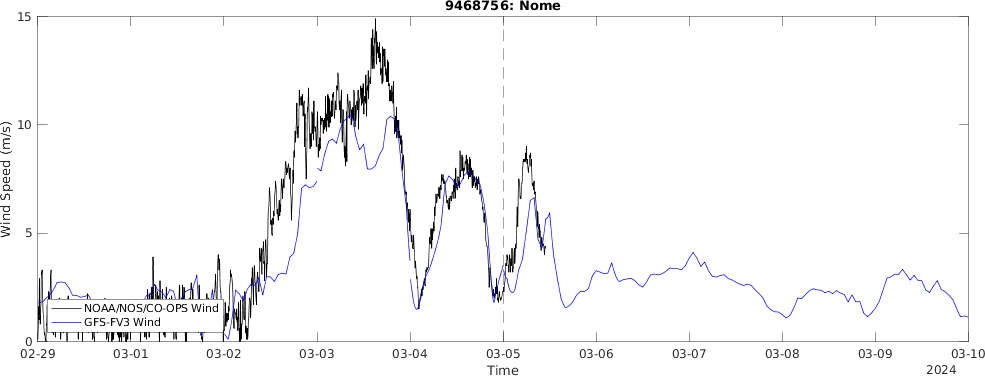 9468756: Nome
15
10
5
0
Wind Speed (m/s)
NOAA/NOS/CO-OPS Wind
GFS-FV3 Wind
02-29 03-01 03-02 03-03 03-04 03-05 03-06 03-07 03-08 03-09 03-10
Time
2024